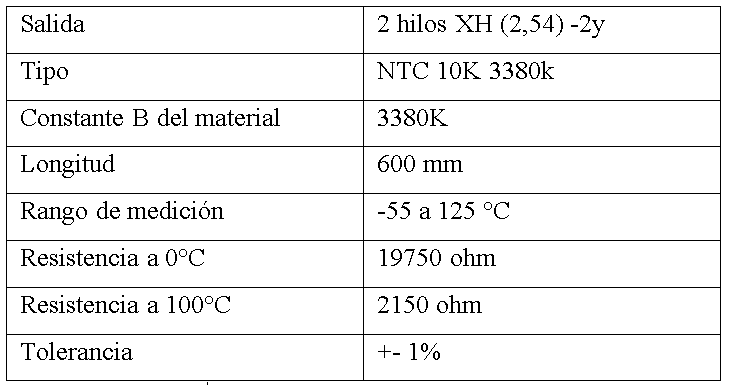 Salida 2 hilos XH (2,54) -2y
Tipo NTC 10K 3380k
Constante B del material 3380K
Longitud 600 mm
Rango de medición -55 a 125 °C
Resistencia a 0°C 19750 ohm
Resistencia a 100°C 2150 ohm
Tolerancia +- 1%